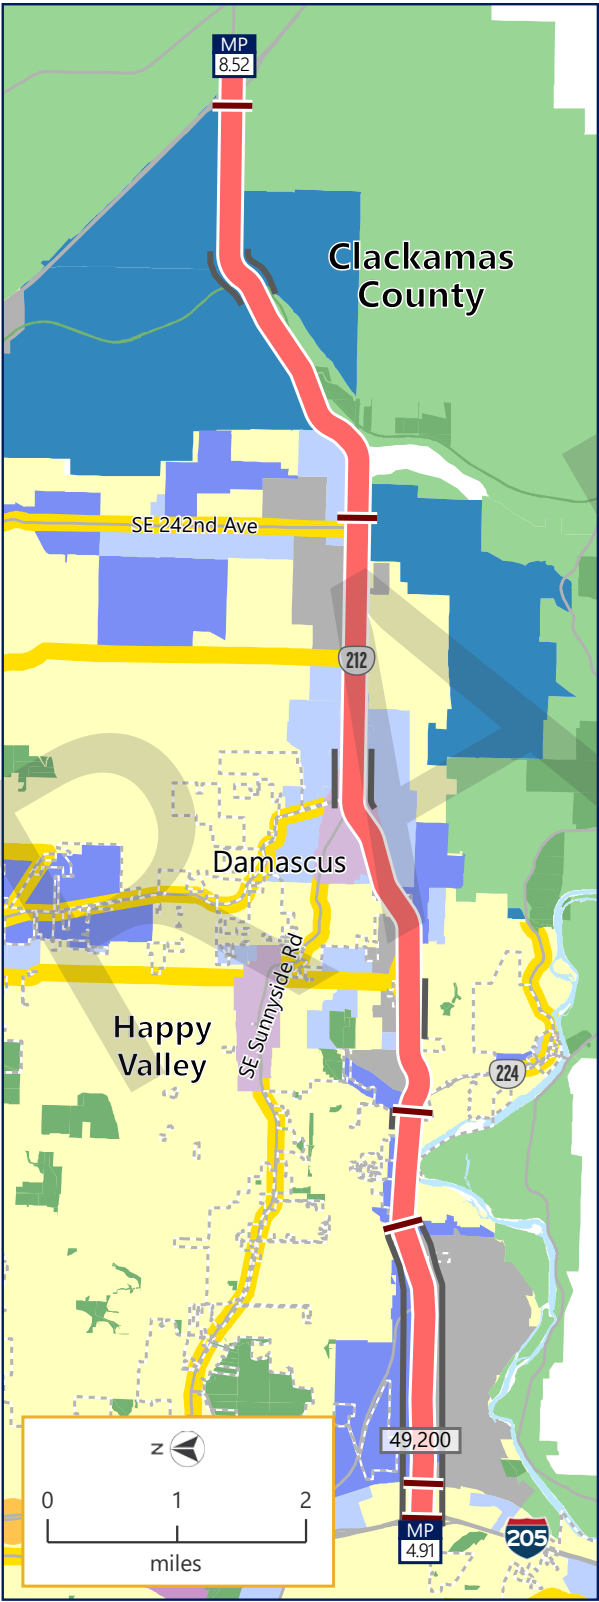 MP
8.52
Clackamas
County
SE 242nd Ave
212
Damascus
SE Sunnyside Rd
Happy
Valley
224
49,200
N
0 1 2
miles
MP
4.91
205